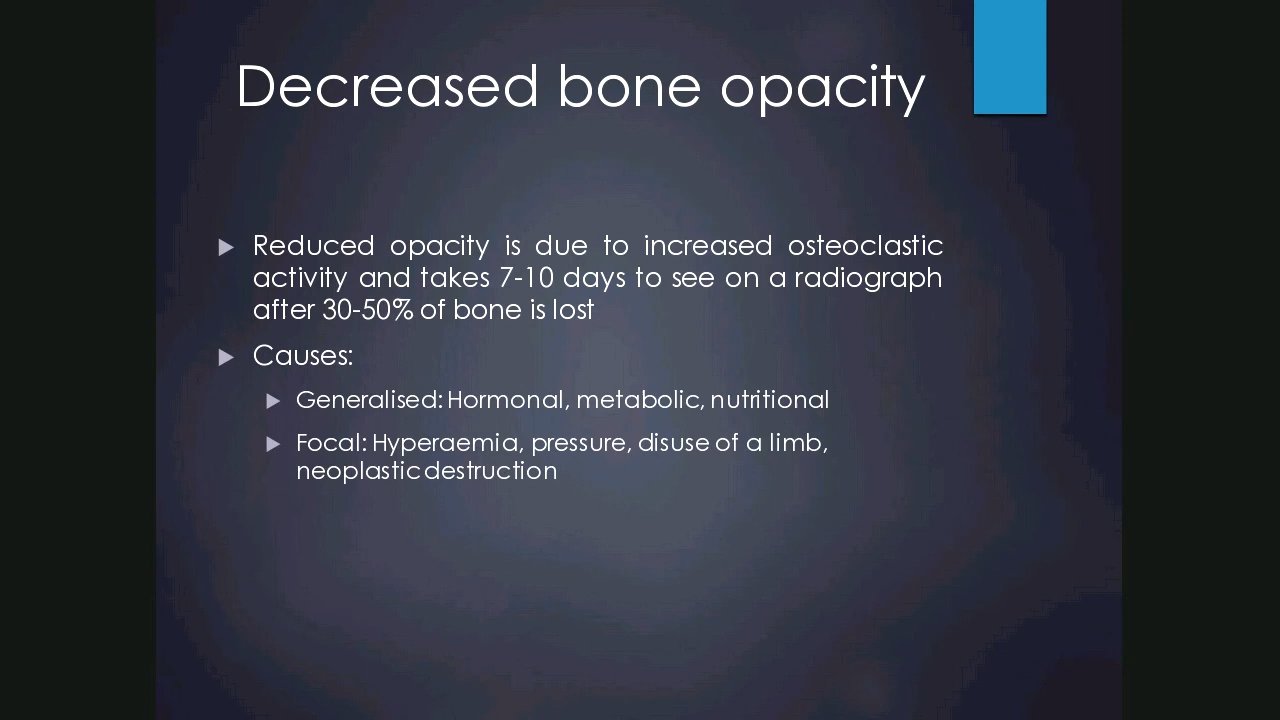 Decreased bone opacity
Reduced opacity is due to increased osteoclastic
activity and takes 7-10 days to see on a radiograph
after 30-50% of bone is lost
Causes:
Generalised: Hormonal, metabolic, nutritional
Focal: Hyperaemia, pressure, disuse of a limb,
neoplastic destruction